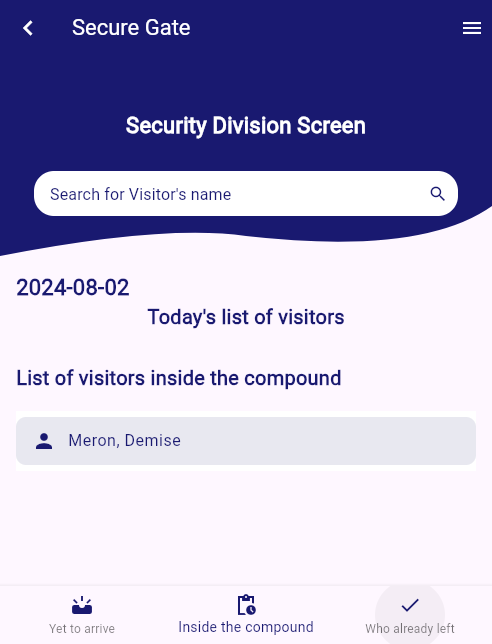 Secure Gate
Security Division Screen
Search for Visitor's name
2024-08-02
Today's list of visitors
List of visitors inside the compound
Meron, Demise
Yet to arrive
Inside the compound
Who already left